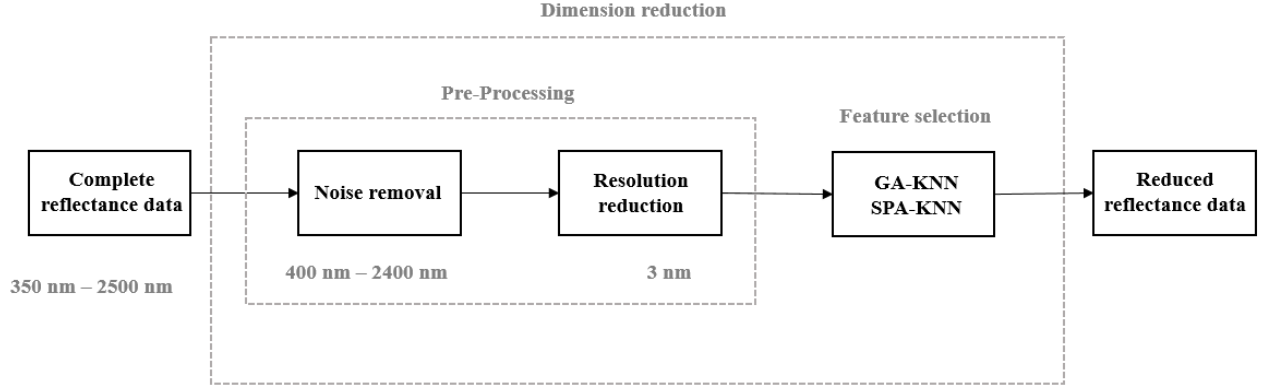 Dimension reduction
Pre-Processing
Feature selection
Complete
reflectance data
Noise removal
Resolution
reduction
GA-KNN
SPA-KNN
Reduced
reflectance data
350 nm – 2500 nm
400 nm – 2400 nm
3 nm